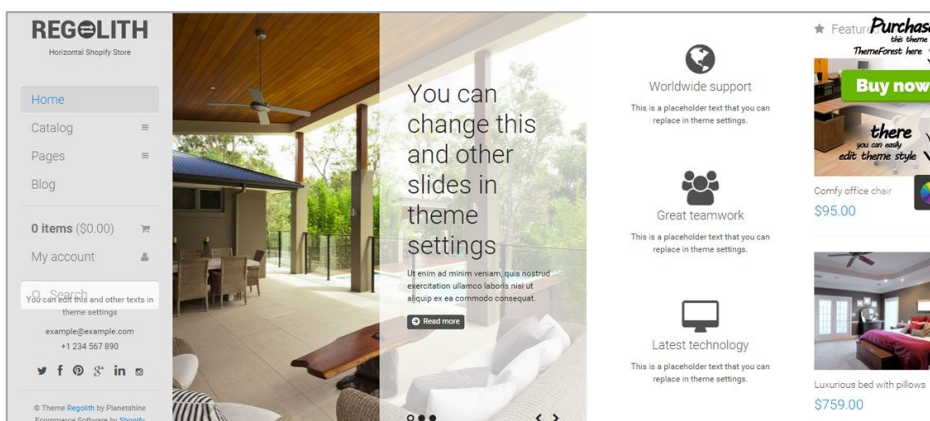 REGOLITH
Horizontal Shopify Store
Home
Catalog
Pages
Blog
0 items ($0.00)
My account
Search
You can edit this and other texts in
theme settings
example@example.com
+1 234 567 890
© Theme Regolith by Planetshine
Ecommerce Software by Shopify
You can
change this
and other
slides in
theme
settings
Ut enim ad minim veniam, quis nostrud
exercitation ullamco laboris nisi ut
aliquip ex ea commodo consequat.
Read more
Worldwide support
This is a placeholder text that you can
replace in theme settings.
Great teamwork
This is a placeholder text that you can
replace in theme settings.
Latest technology
This is a placeholder text that you can
replace in theme settings.
Purchase
this theme
ThemeForest here
Buy now
there
you can easily
edit theme style
Comfy office chair
$95.00
Luxurious bed with pillows
$759.00